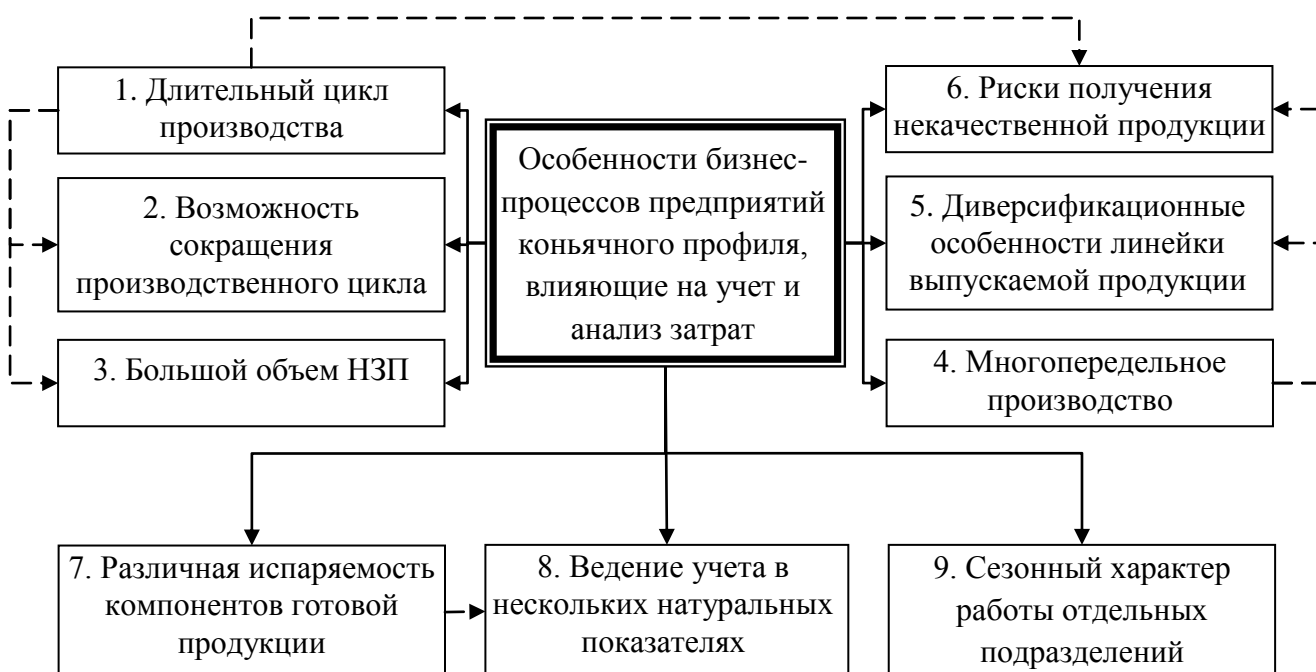 1. Длительный цикл
производства
2. Возможность
сокращения
производственного цикла
3. Большой объем НЗП
Особенности бизнес-
процессов предприятий
коньячного профиля,
влияющие на учет и
анализ затрат
6. Риски получения
некачественной продукции
5. Диверсификационные
особенности линейки
выпускаемой продукции
4. Многопередельное
производство
7. Различная испаряемость
компонентов готовой
продукции
8. Ведение учета в
нескольких натуральных
показателях
9. Сезонный характер
работы отдельных
подразделений